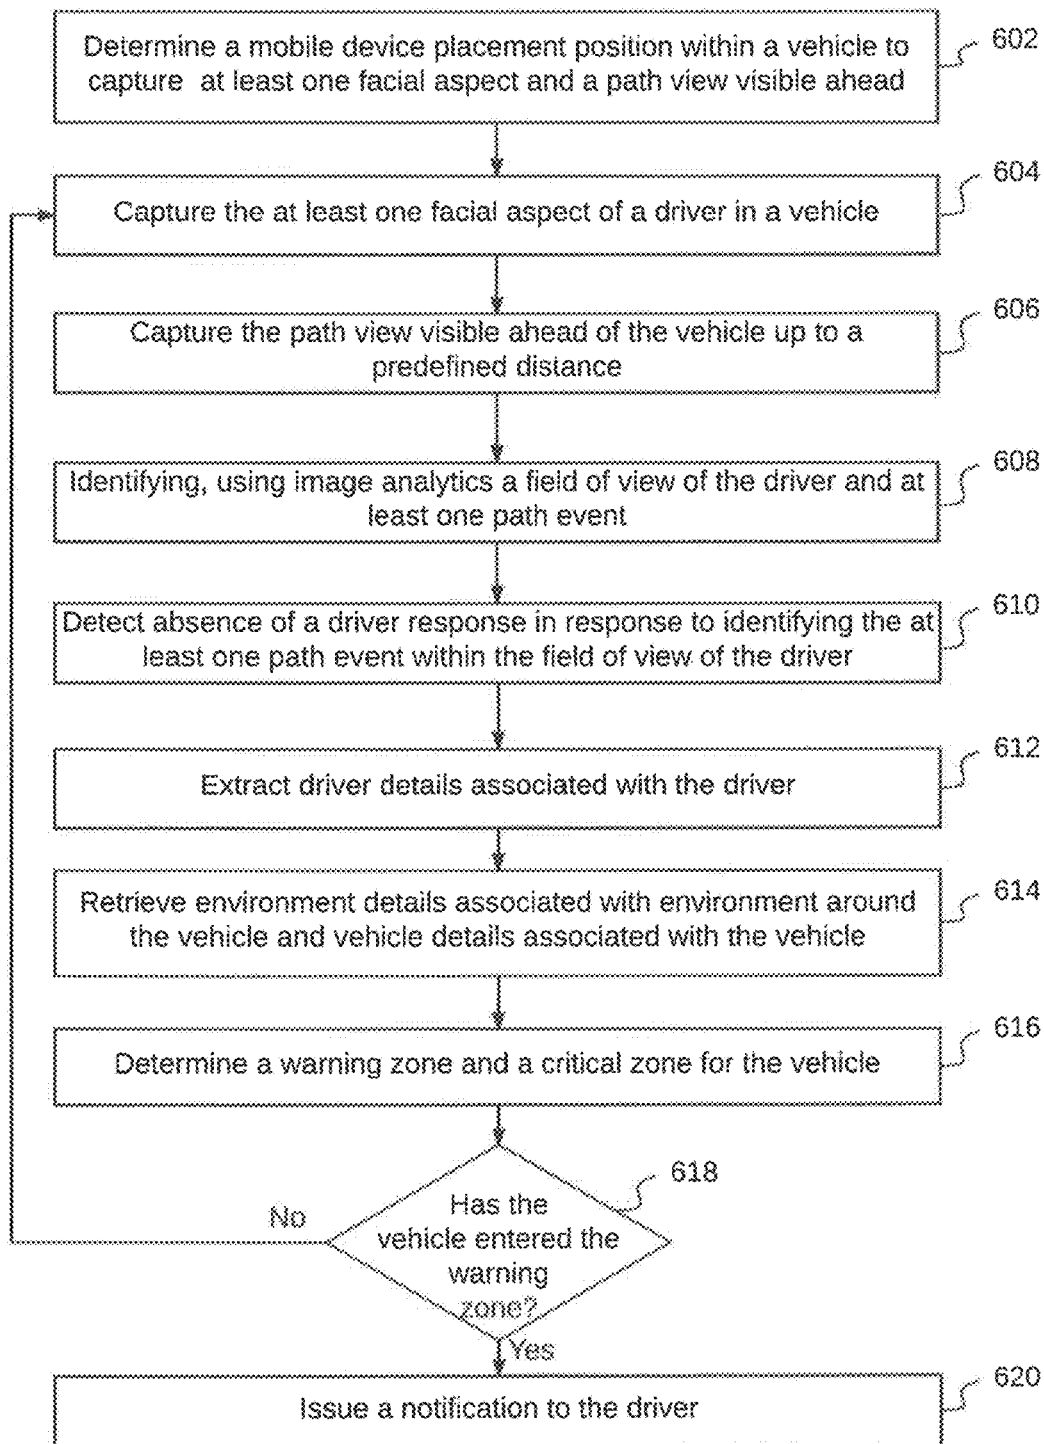 Determine a mobile device placement position within a vehicle to
capture at least one facial aspect and a path view visible ahead
602
Capture the at least one facial aspect of a driver in a vehicle
604
Capture the path view visible ahead of the vehicle up to a
predefined distance
606
Identifying, using image analytics a field of view of the driver and at
least one path event
608
Detect absence of a driver response in response to identifying the at
least one path event within the field of view of the driver
610
Extract driver details associated with the driver
612
Retrieve environment details associated with environment around
the vehicle and vehicle details associated with the vehicle
614
Determine a warning zone and a critical zone for the vehicle
616
Has the
vehicle entered the
warning
zone?
618
No
Yes
Issue a notification to the driver
620